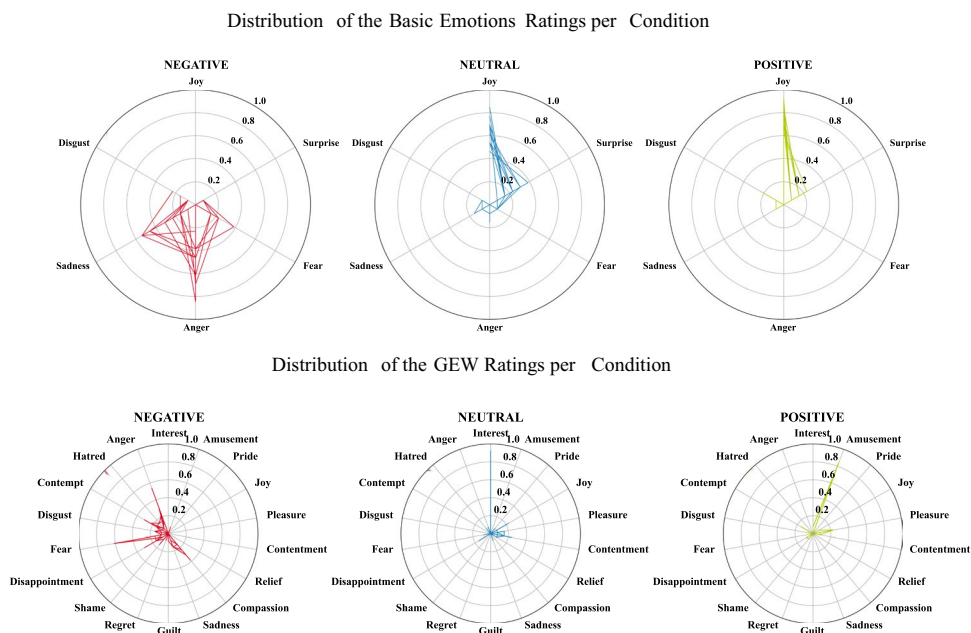 Distribution of the Basic Emotions Ratings per Condition
NEGATIVE
Joy
1.0
0.8
0.6
0.4
0.2
Disgust
Surprise
Sadness
Fear
Anger
NEUTRAL
Joy
1.0
0.8
0.6
0.4
0.2
Disgust
Surprise
Sadness
Fear
Anger
POSITIVE
Joy
1.0
0.8
0.6
0.4
0.2
Disgust
Surprise
Sadness
Fear
Anger
Distribution of the GEW Ratings per Condition
NEGATIVE
Interest
1.0
0.8
0.6
0.4
0.2
Amusement
Pride
Joy
Pleasure
Contentment
Relief
Compassion
Sadness
Guilt
Regret
Shame
Disappointment
Fear
Disgust
Contempt
Hatred
Anger
NEUTRAL
Interest
1.0
0.8
0.6
0.4
0.2
Amusement
Pride
Joy
Pleasure
Contentment
Relief
Compassion
Sadness
Guilt
Regret
Shame
Disappointment
Fear
Disgust
Contempt
Hatred
Anger
POSITIVE
Interest
1.0
0.8
0.6
0.4
0.2
Amusement
Pride
Joy
Pleasure
Contentment
Relief
Compassion
Sadness
Guilt
Regret
Shame
Disappointment
Fear
Disgust
Contempt
Hatred
Anger